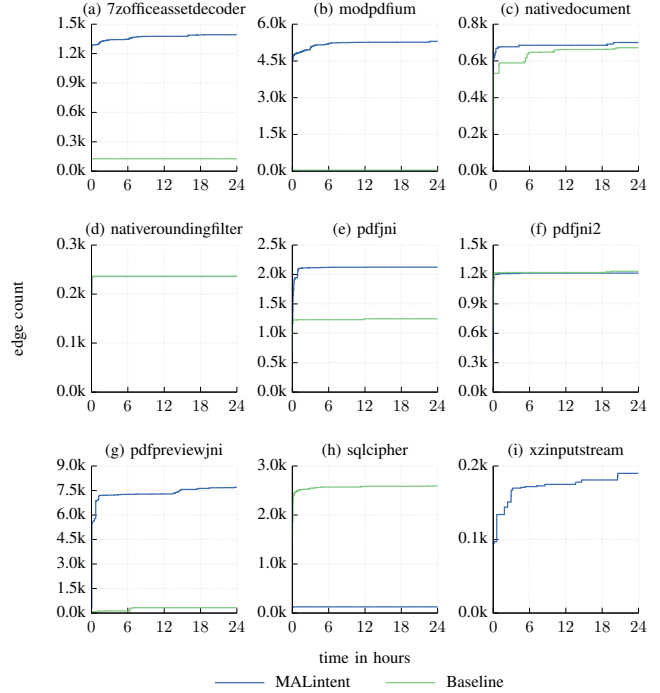 (a) 7zofficeassetdecoder
(b) modpdfium
(c) nativedocument
1.5k
1.2k
0.9k
0.6k
0.3k
0.0k
0 6 12 18 24
6.0k
4.5k
3.0k
1.5k
0.0k
0 6 12 18 24
0.8k
0.6k
0.4k
0.2k
0.0k
0 6 12 18 24
edge count
(d) nativeroundingfilter
(e) pdfjni
(f) pdfjni2
0.3k
0.2k
0.1k
0.0k
0 6 12 18 24
2.5k
2.0k
1.5k
1.0k
0.5k
0.0k
0 6 12 18 24
1.5k
1.2k
0.9k
0.6k
0.3k
0.0k
0 6 12 18 24
(g) pdfpreviewjni
(h) sqlcipher
(i) xzinputstream
9.0k
7.5k
6.0k
4.5k
3.0k
1.5k
0.0k
0 6 12 18 24
3.0k
2.0k
1.0k
0.0k
0 6 12 18 24
0.2k
0.1k
0.0k
0 6 12 18 24
time in hours
MALintent
Baseline